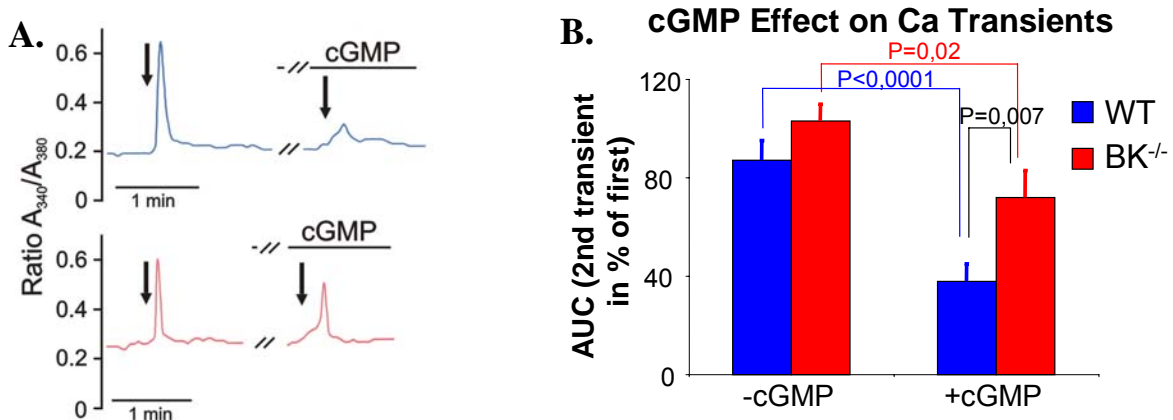 A.
Ratio A340/A380
0.6
0.4
0.2
0
-//
cGMP
//
1 min
0.6
0.4
0.2
0
-//
cGMP
//
1 min
B.
cGMP Effect on Ca Transients
AUC (2nd transient
in % of first)
120
80
40
0
P=0,02
P<0,0001
P=0,007
WT
BK-/-
-cGMP
+cGMP